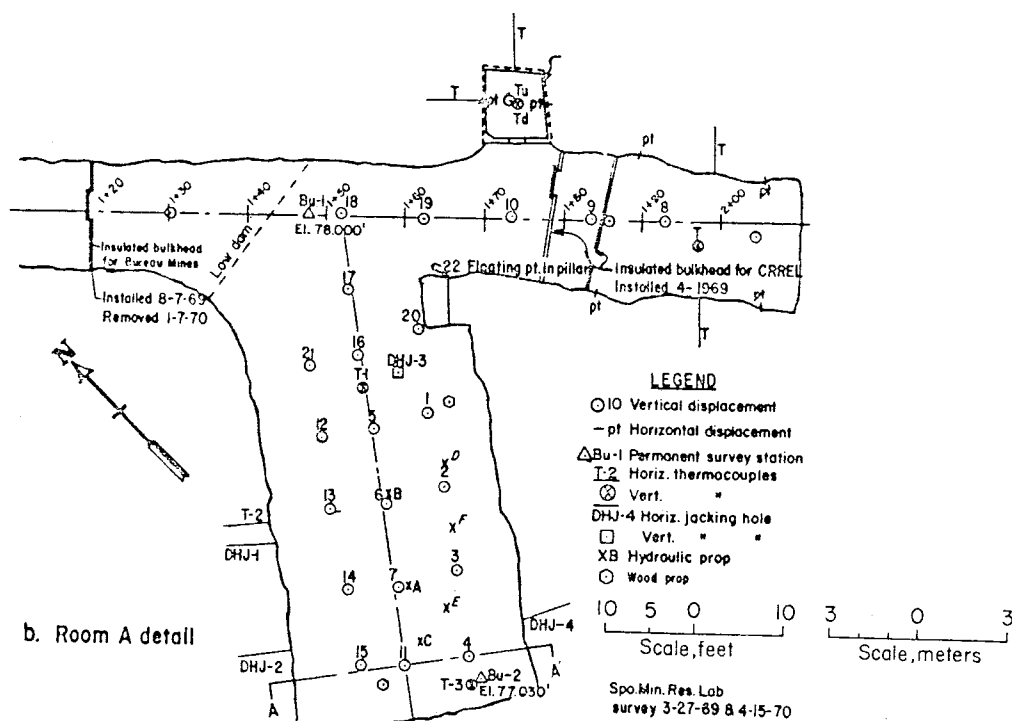 T
T
Tu
pt
Td
T
pt
1+20
1+30
1+40
Bu-1
1+50
18
1+60
19
1+70
10
9
8
2+00
pt
El. 78.000'
T
Insulated bulkhead
for Bureau Mines
Low dam
Installed 8-7-69
Removed 1-7-70
17
22 Floating pt. in pillar
Insulated bulkhead for CRREL
Installed 4-1969
pt
pt
T
N
20
16
21
DHJ-3
T-1
1
12
5
D
2
13
6
XB
T-2
DHJ-1
xF
3
14
7
xA
xE
xC
DHJ-4
b. Room A detail
DHJ-2
15
11
4
A
A'
T-3
Bu-2
El. 77.030'
LEGEND
10 Vertical displacement
-pt Horizontal displacement
Bu-1 Permanent survey station
T-2 Horiz. thermocouples
Vert. "
DHJ-4 Horiz. jacking hole
Vert. " "
XB Hydraulic prop
Wood prop
10 5 0 10
Scale, feet
3 0 3
Scale, meters
Spo. Min. Res. Lab
survey 3-27-69 & 4-15-70